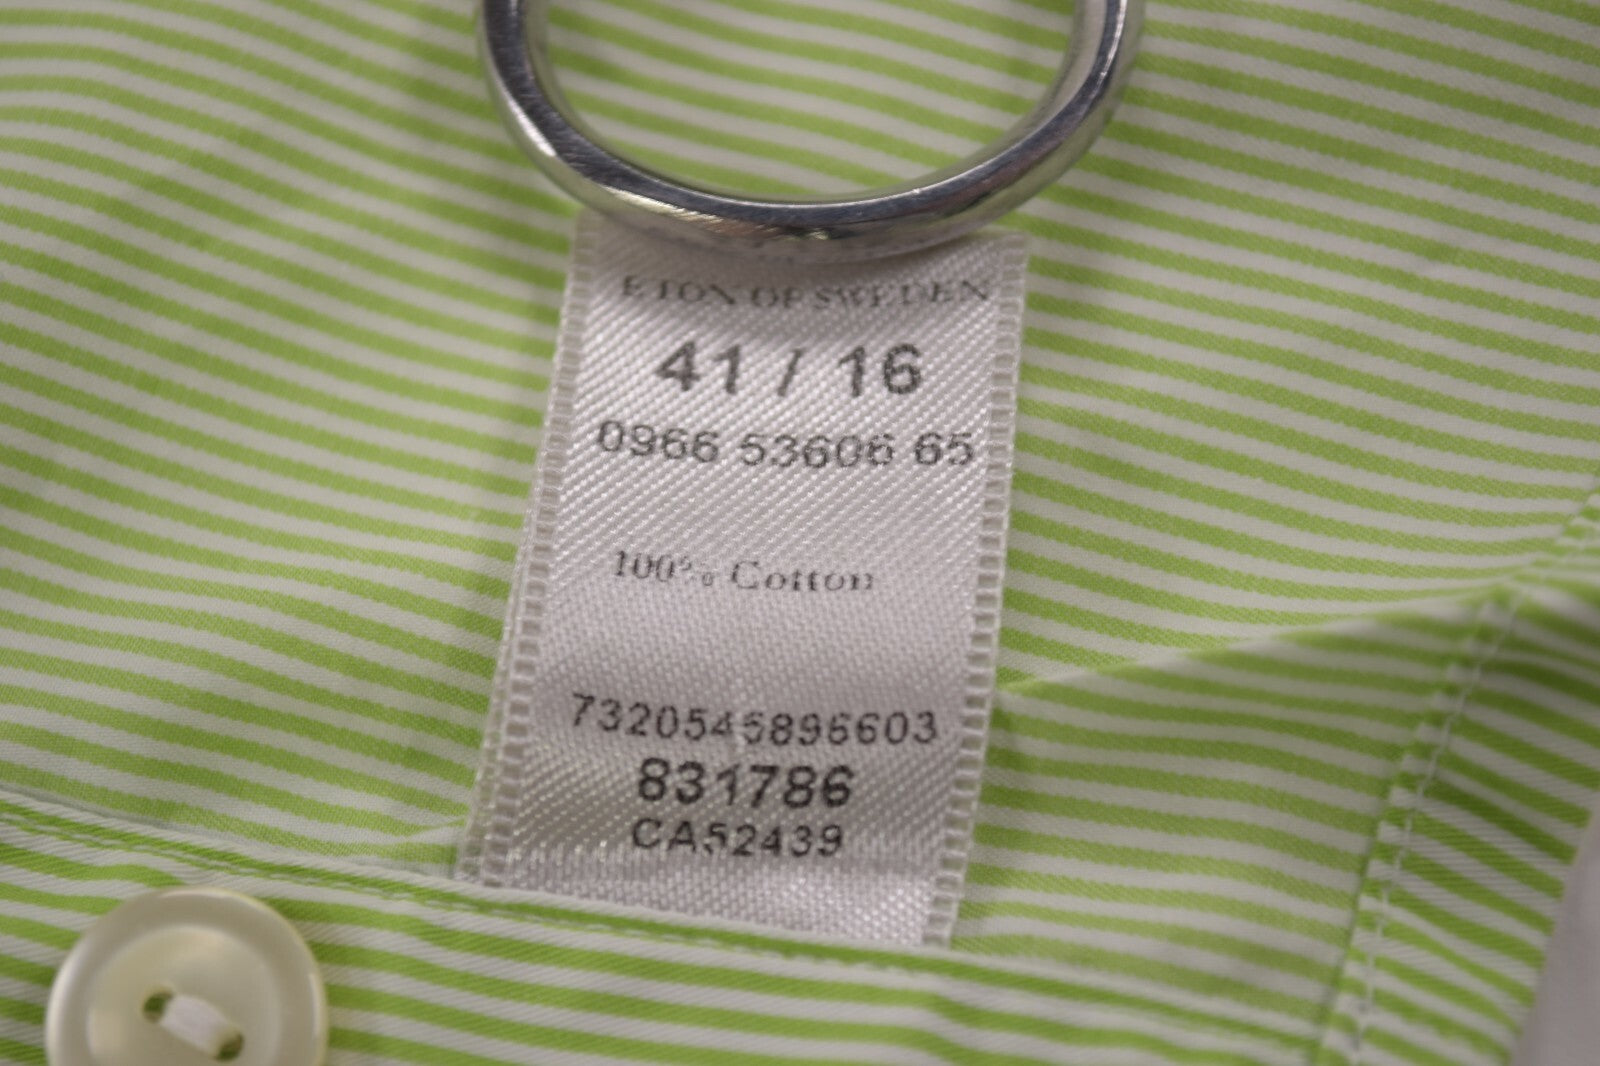 ETON OF SWEDEN
41 / 16
0966 53606 65
100% Cotton
7320545896603
831786
CA52439